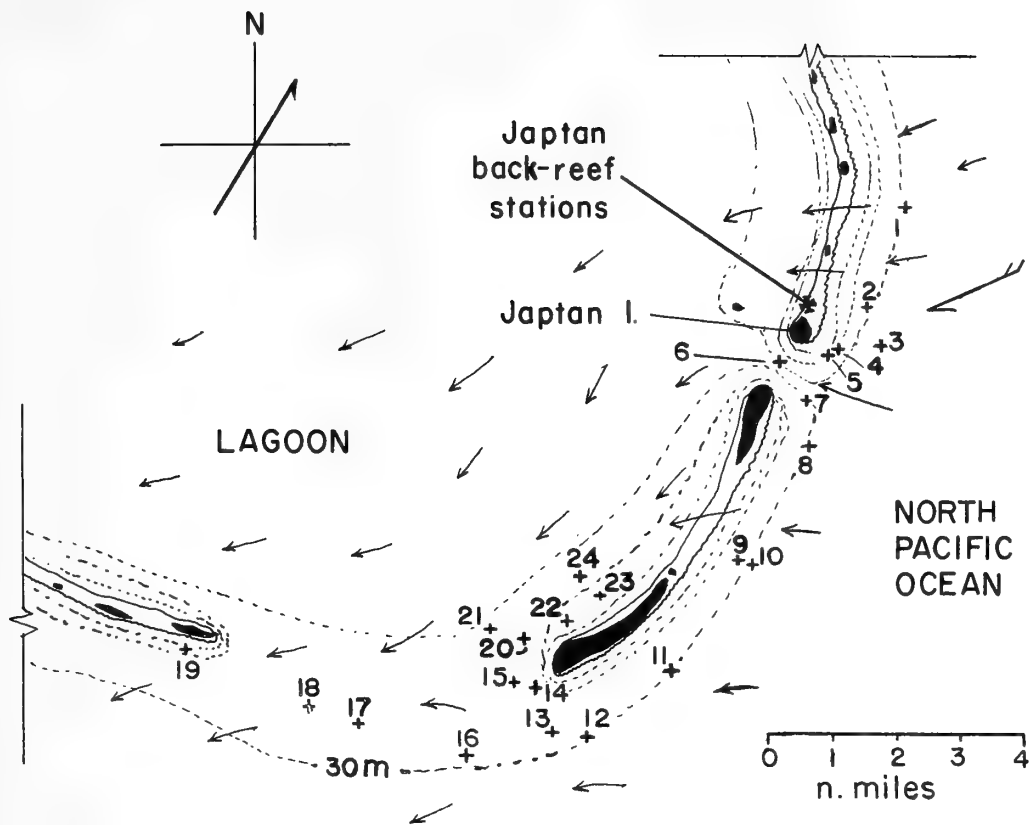 N
Japtan
back-reef
stations
1
2
Japtan I.
3
4
5
6
7
8
LAGOON
NORTH
PACIFIC
OCEAN
9 10
24
23
22
21
20
19
15
14
11
18
17
13 12
16
30m
0 1 2 3 4
n. miles